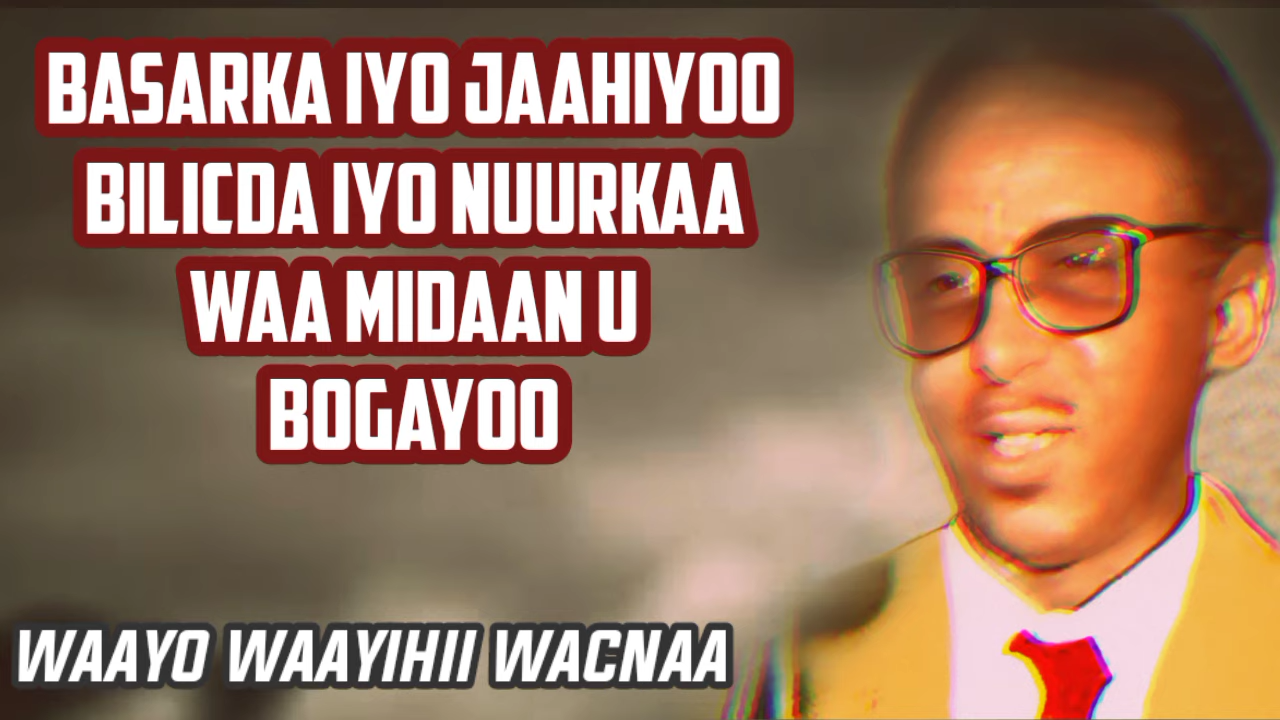 BASARKA IYO JAAHIYOO
BILICDA IYO NUURKAA
WAA MIDAAN U
BOGAYOO
WAAYO WAAYIHII WACNAA